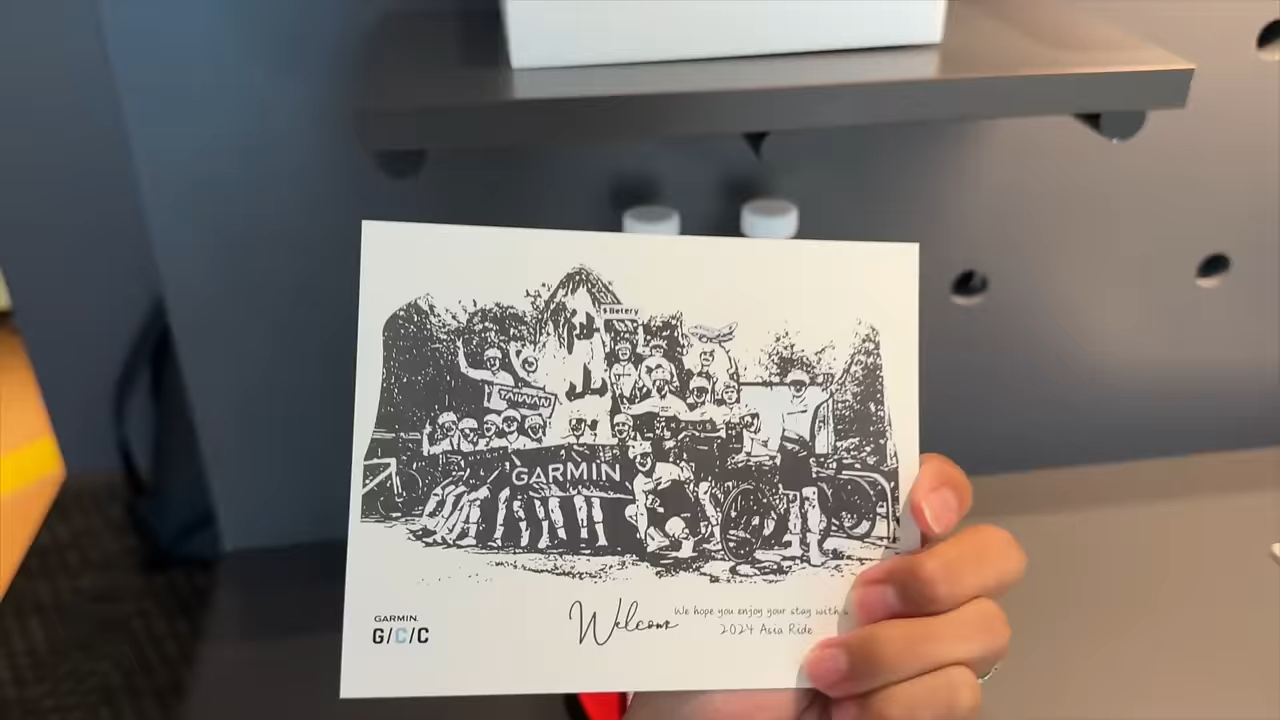 $Betery
TAIWAN
GARMIN
GARMIN
G/C/C
Welcome
We hope you enjoy your stay with
2024 Asia Ride